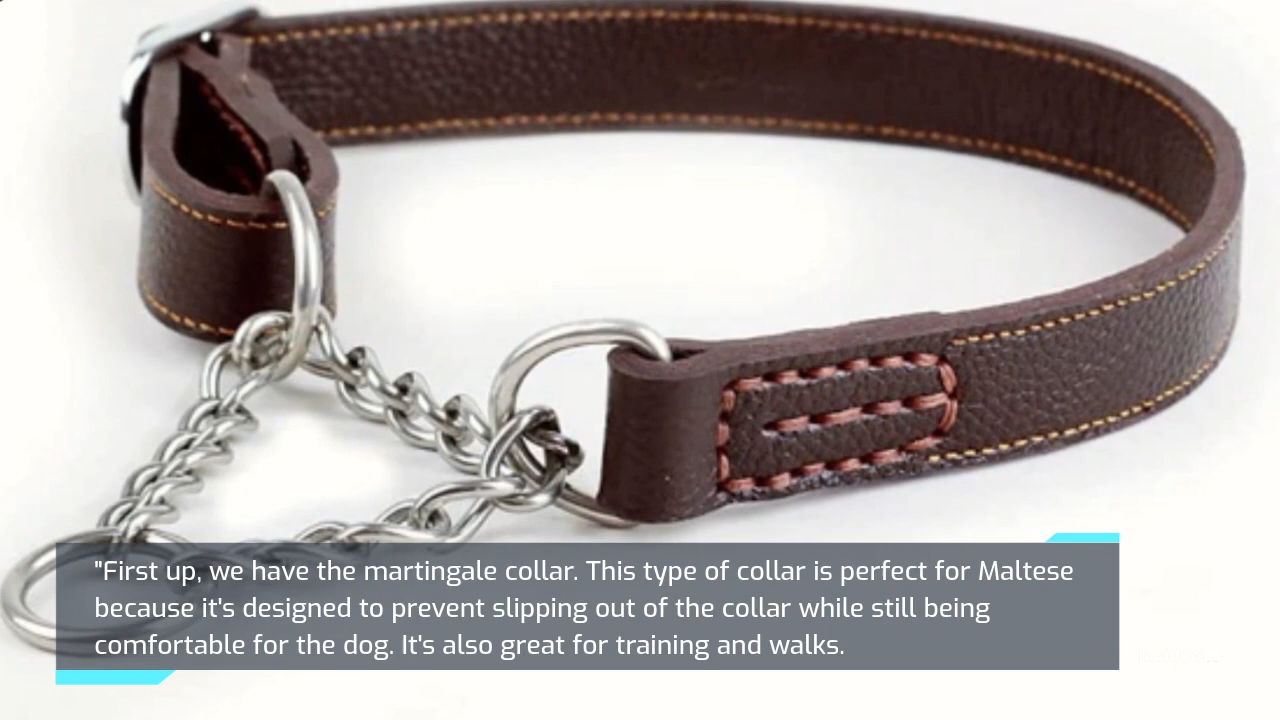 "First up, we have the martingale collar. This type of collar is perfect for Maltese
because it's designed to prevent slipping out of the collar while still being
comfortable for the dog. It's also great for training and walks.